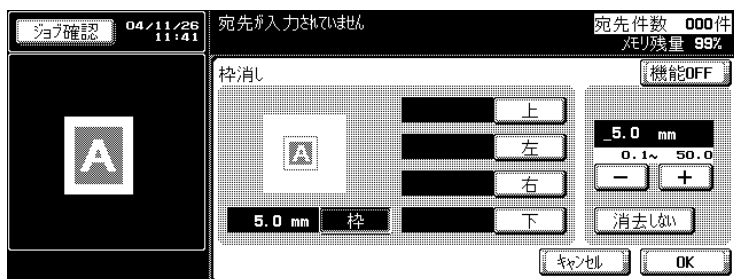 ジョブ確認
04/11/26
11:41
宛先が入力されていません
宛先件数 000件
メモリ残量 99%
枠消し
機能OFF
A
A
上
左
右
下
5.0 mm 枠
_5.0 mm
0.1~ 50.0
− +
消去しない
キャンセル
OK